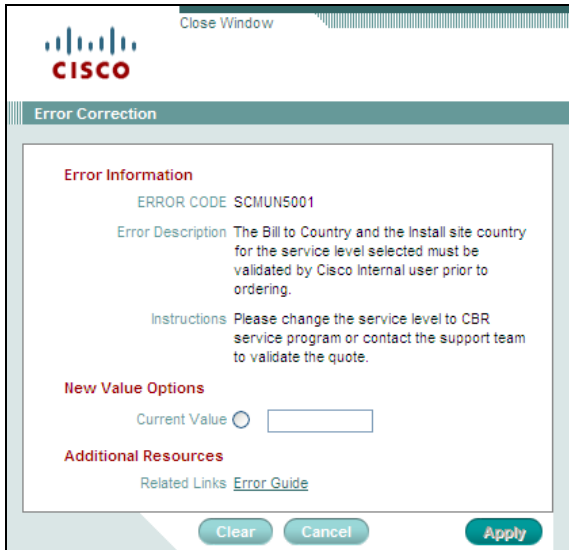 Close Window
CISCO
Error Correction
Error Information
ERROR CODE SCMUN5001
Error Description The Bill to Country and the Install site country
for the service level selected must be
validated by Cisco Internal user prior to
ordering.
Instructions Please change the service level to CBR
service program or contact the support team
to validate the quote.
New Value Options
Current Value
Additional Resources
Related Links Error Guide
Clear Cancel Apply